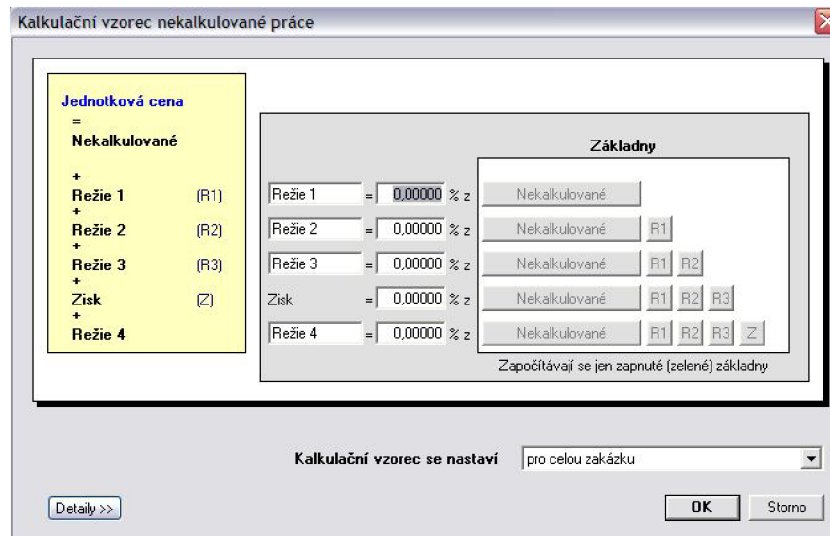 Kalkulační vzorec nekalkulované práce
Jednotková cena
=
Nekalkulované
+
Režie 1 (R1)
+
Režie 2 (R2)
+
Režie 3 (R3)
+
Zisk (Z)
+
Režie 4
Základny
Režie 1 = 0,00000 % z Nekalkulované
Režie 2 = 0,00000 % z Nekalkulované R1
Režie 3 = 0,00000 % z Nekalkulované R1 R2
Zisk = 0,00000 % z Nekalkulované R1 R2 R3
Režie 4 = 0,00000 % z Nekalkulované R1 R2 R3 Z
Započítávají se jen zapnuté (zelené) základny
Kalkulační vzorec se nastaví pro celou zakázku
Detaily >> OK Storno